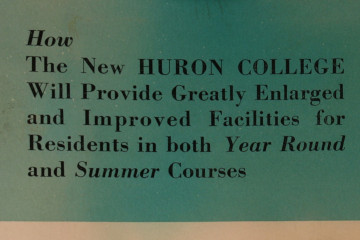 How
The New HURON COLLEGE
Will Provide Greatly Enlarged
and Improved Facilities for
Residents in both Year Round
and Summer Courses